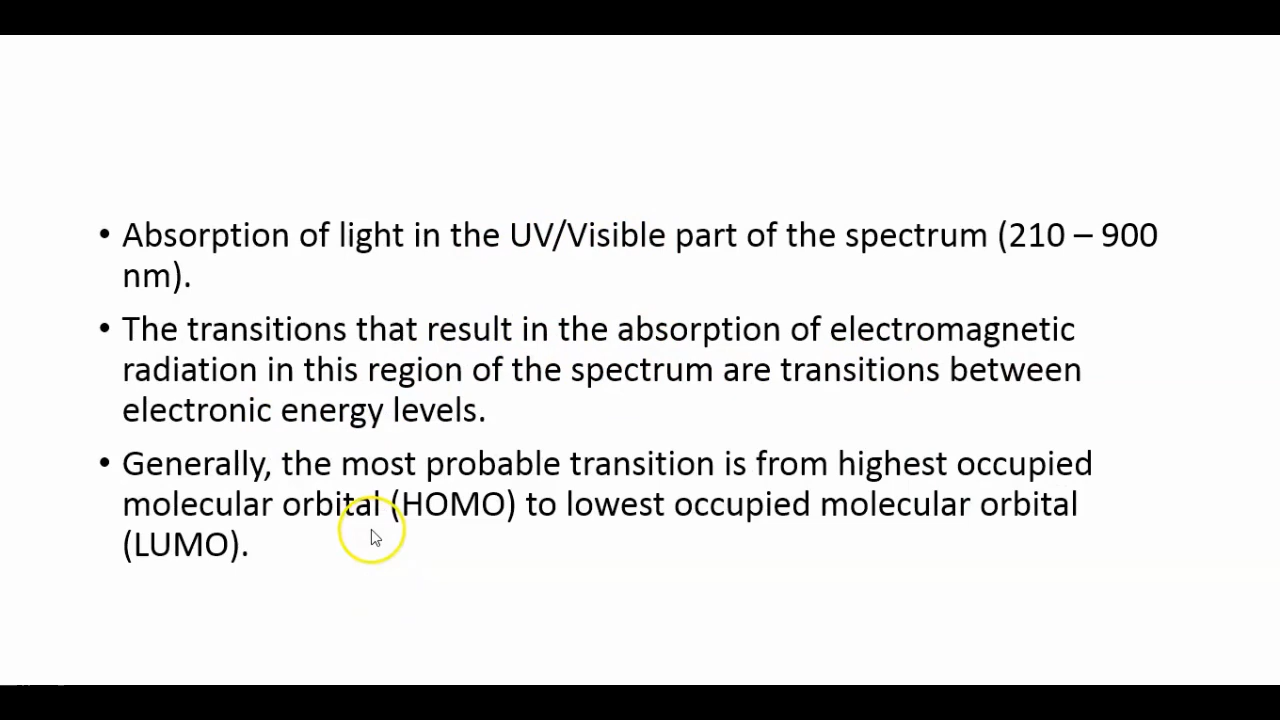 • Absorption of light in the UV/Visible part of the spectrum (210 – 900
nm).
• The transitions that result in the absorption of electromagnetic
radiation in this region of the spectrum are transitions between
electronic energy levels.
• Generally, the most probable transition is from highest occupied
molecular orbital (HOMO) to lowest occupied molecular orbital
(LUMO).